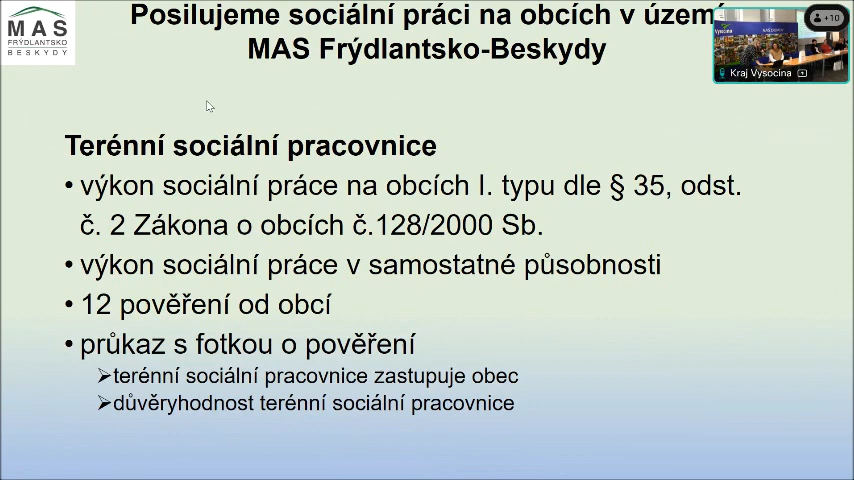 MAS
FRÝDLANTSKO
BESKYDY
Posilujeme sociální práci na obcích v území
MAS Frýdlantsko-Beskydy
+10
Kraj Vysocina
Terénní sociální pracovnice
• výkon sociální práce na obcích I. typu dle § 35, odst.
č. 2 Zákona o obcích č.128/2000 Sb.
• výkon sociální práce v samostatné působnosti
• 12 pověření od obcí
• průkaz s fotkou o pověření
➢terénní sociální pracovnice zastupuje obec
➢důvěryhodnost terénní sociální pracovnice